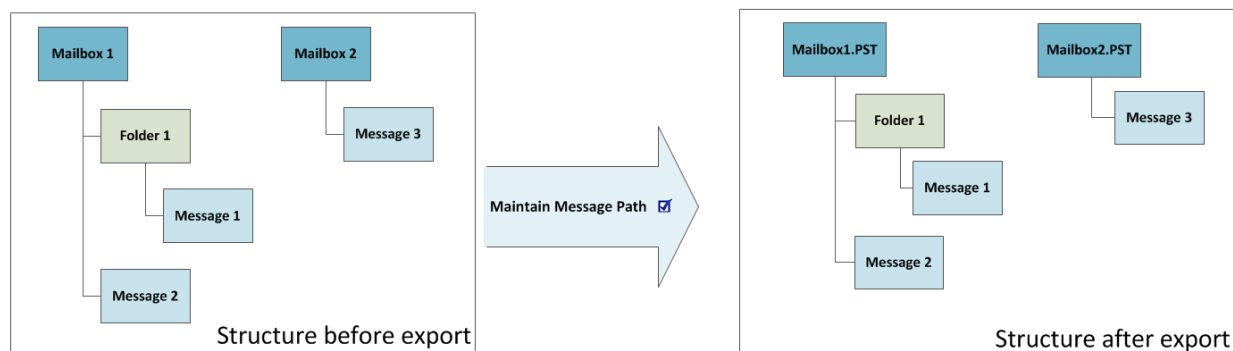 Mailbox 1
Mailbox 2
Folder 1
Message 3
Message 1
Message 2
Structure before export
Maintain Message Path
Mailbox1.PST
Mailbox2.PST
Folder 1
Message 3
Message 1
Message 2
Structure after export